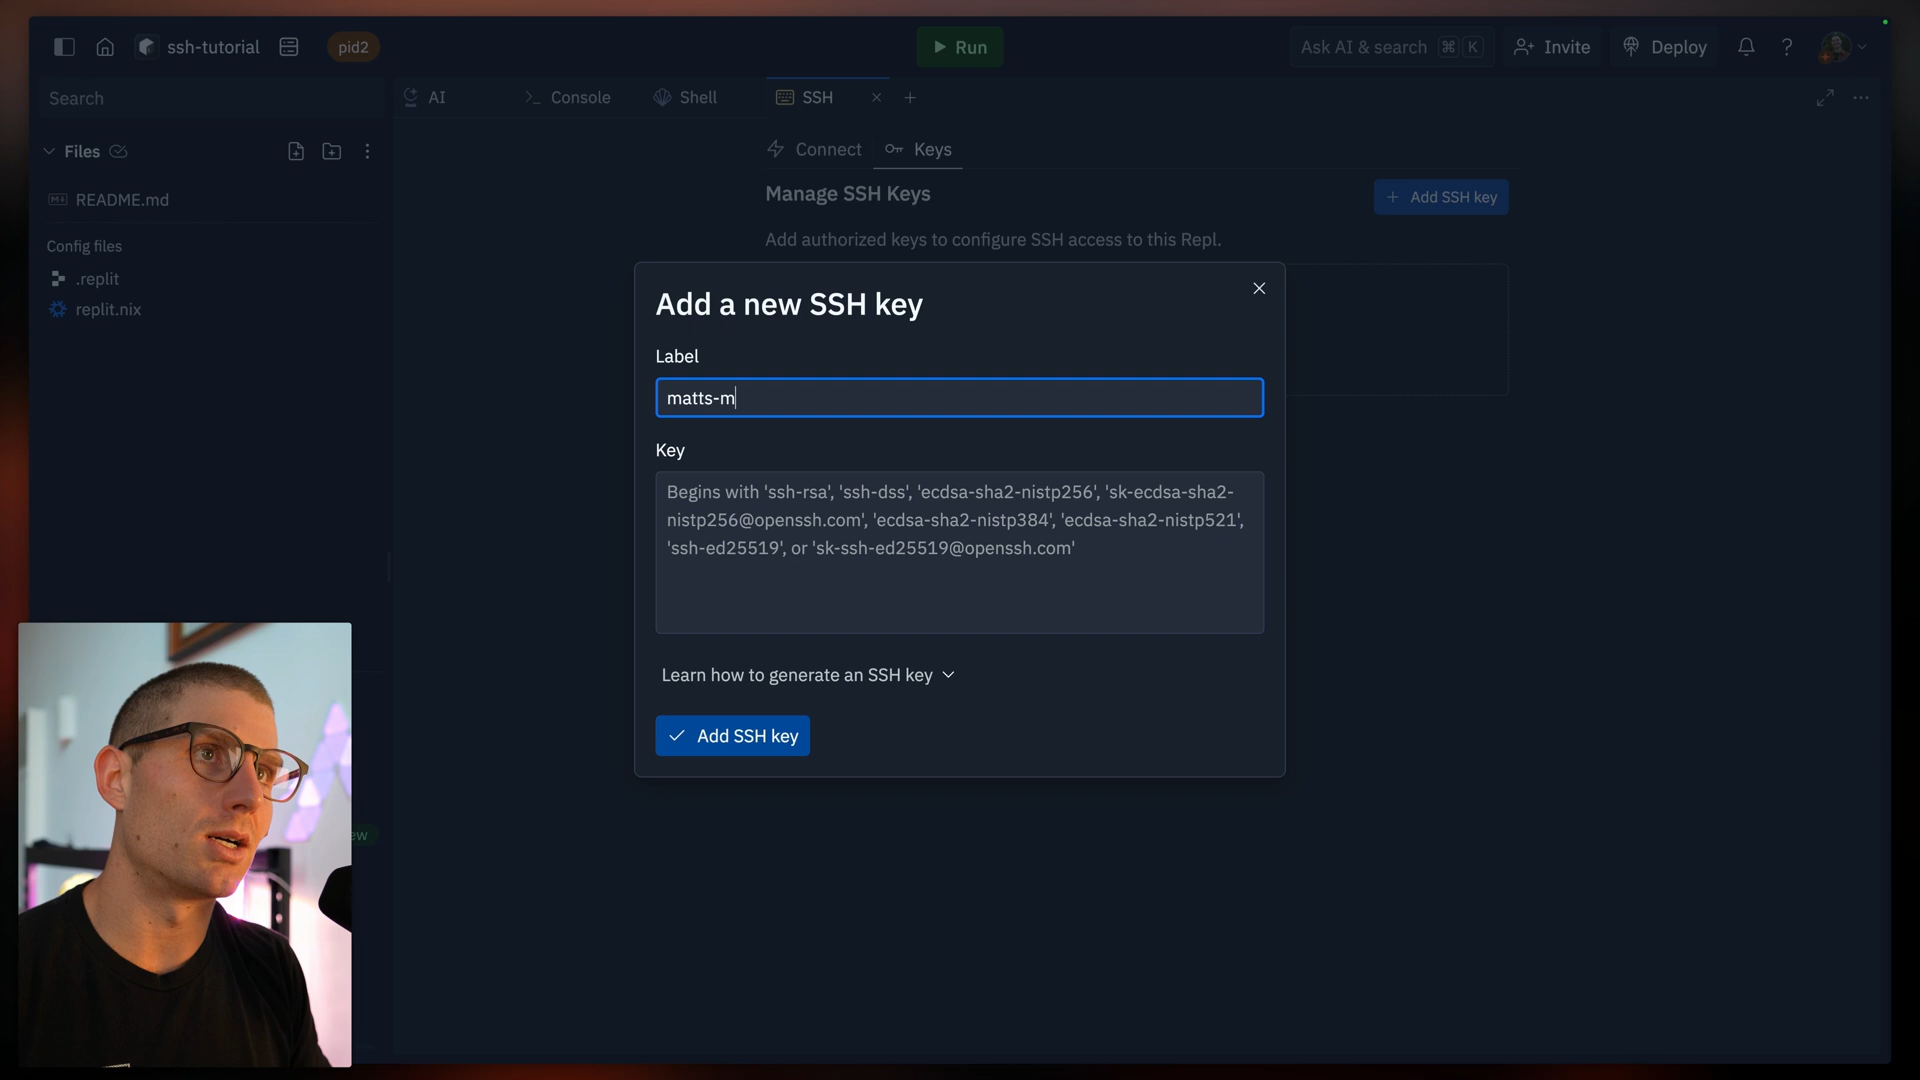 ssh-tutorial
pid2
Run
Ask AI & search ⌘ K
Invite
Deploy
?
Search
AI
Console
Shell
SSH
Files
Connect
Keys
README.md
Manage SSH Keys
Add SSH key
Config files
Add authorized keys to configure SSH access to this Repl.
.replit
replit.nix
Add a new SSH key
Label
matts-m
Key
Begins with 'ssh-rsa', 'ssh-dss', 'ecdsa-sha2-nistp256', 'sk-ecdsa-sha2-
nistp256@openssh.com', 'ecdsa-sha2-nistp384', 'ecdsa-sha2-nistp521',
'ssh-ed25519', or 'sk-ssh-ed25519@openssh.com'
Learn how to generate an SSH key
Add SSH key